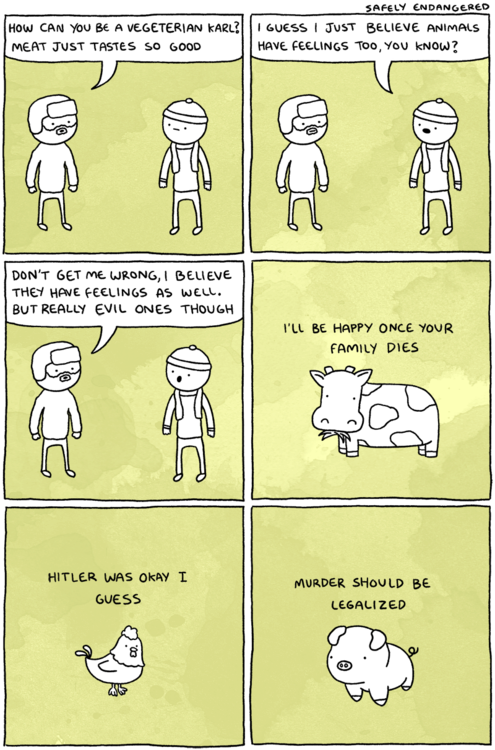 SAFELY ENDANGERED
HOW CAN YOU BE A VEGETERIAN KARL?
MEAT JUST TASTES SO GOOD
I GUESS I JUST BELIEVE ANIMALS
HAVE FEELINGS TOO, YOU KNOW?
DON'T GET ME WRONG, I BELIEVE
THEY HAVE FEELINGS AS WELL.
BUT REALLY EVIL ONES THOUGH
I'LL BE HAPPY ONCE YOUR
FAMILY DIES
HITLER WAS OKAY I
GUESS
MURDER SHOULD BE
LEGALIZED